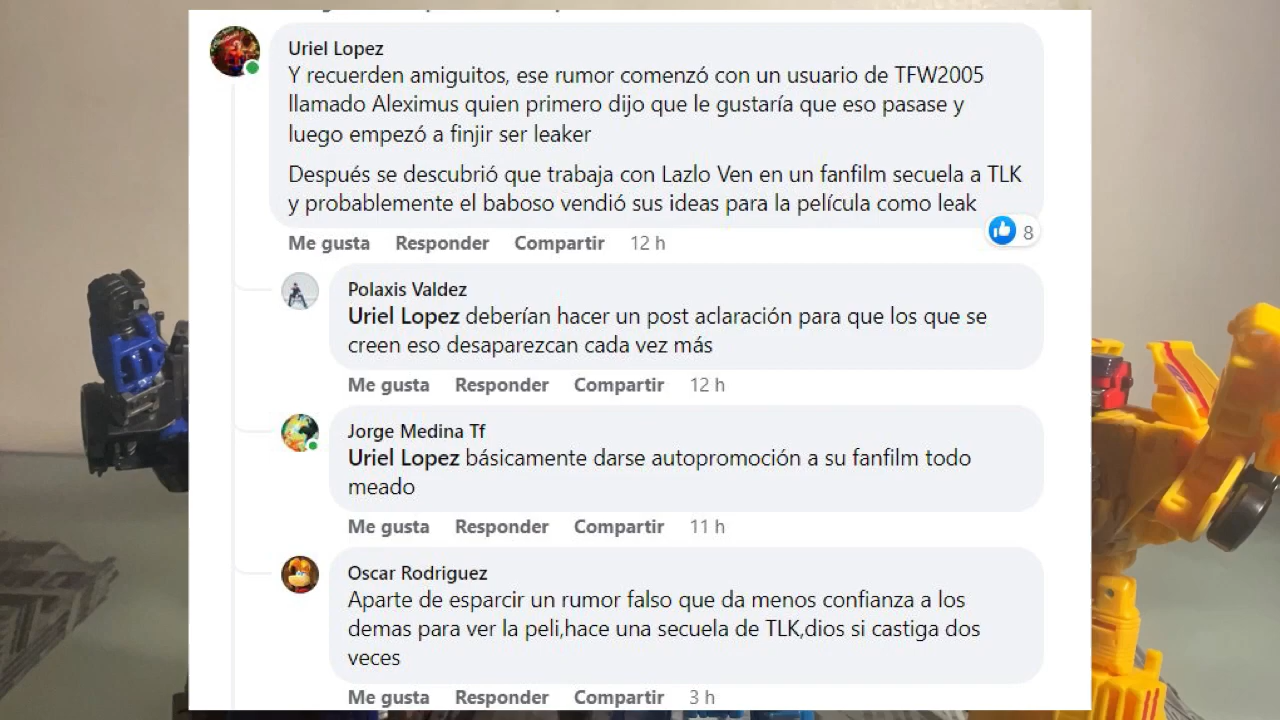 Uriel Lopez
Y recuerden amiguitos, ese rumor comenzó con un usuario de TFW2005
llamado Aleximus quien primero dijo que le gustaría que eso pasase y
luego empezó a finjir ser leaker
Después se descubrió que trabaja con Lazlo Ven en un fanfilm secuela a TLK
y probablemente el baboso vendió sus ideas para la película como leak
8
Me gusta Responder Compartir 12 h
Polaxis Valdez
Uriel Lopez deberían hacer un post aclaración para que los que se
creen eso desaparezcan cada vez más
Me gusta Responder Compartir 12 h
Jorge Medina Tf
Uriel Lopez básicamente darse autopromoción a su fanfilm todo
meado
Me gusta Responder Compartir 11 h
Oscar Rodriguez
Aparte de esparcir un rumor falso que da menos confianza a los
demas para ver la peli,hace una secuela de TLK,dios si castiga dos
veces
Me gusta Responder Compartir 3 h